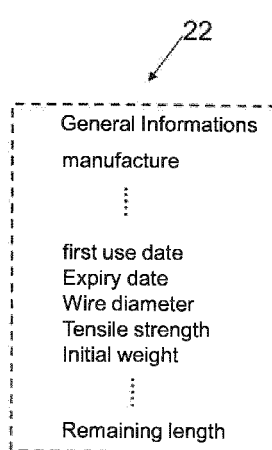 22
General Informations
manufacture
first use date
Expiry date
Wire diameter
Tensile strength
Initial weight
Remaining length